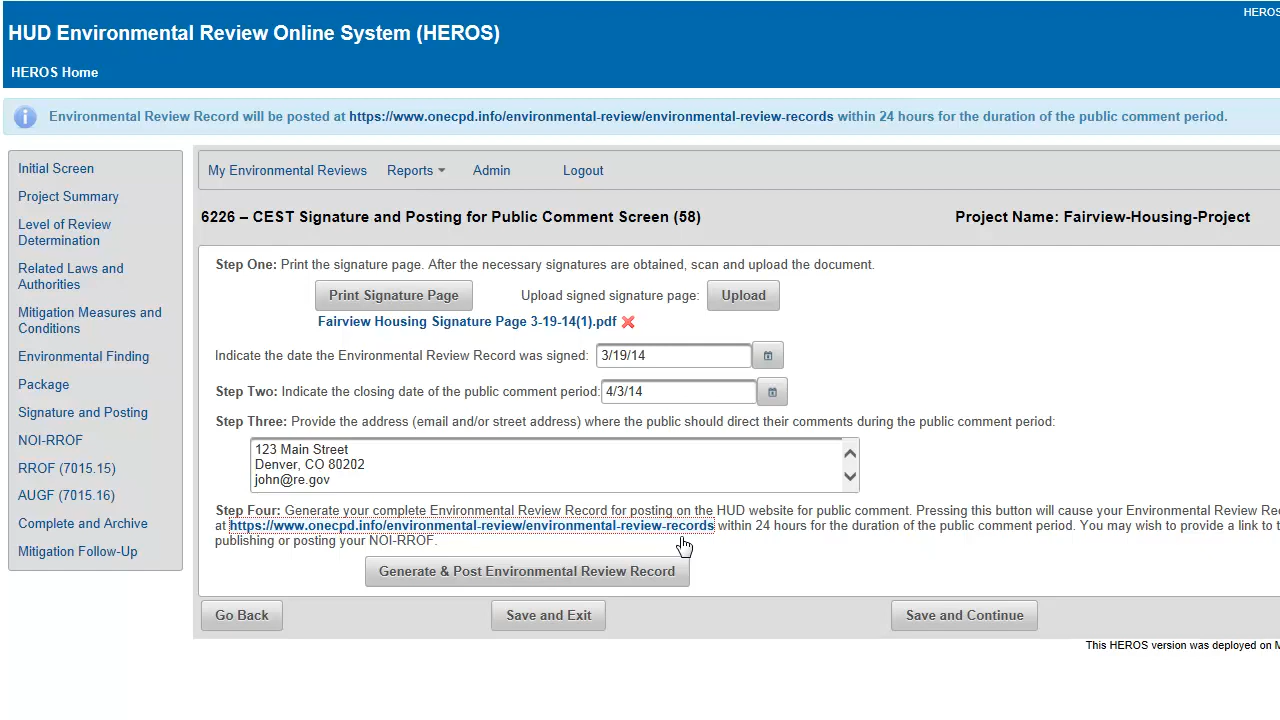 HEROS
HUD Environmental Review Online System (HEROS)
HEROS Home
Environmental Review Record will be posted at https://www.onecpd.info/environmental-review/environmental-review-records within 24 hours for the duration of the public comment period.
Initial Screen
Project Summary
Level of Review
Determination
Related Laws and
Authorities
Mitigation Measures and
Conditions
Environmental Finding
Package
Signature and Posting
NOI-RROF
RROF (7015.15)
AUGF (7015.16)
Complete and Archive
Mitigation Follow-Up
My Environmental Reviews Reports Admin Logout
6226 – CEST Signature and Posting for Public Comment Screen (58) Project Name: Fairview-Housing-Project
Step One: Print the signature page. After the necessary signatures are obtained, scan and upload the document.
Print Signature Page Upload signed signature page: Upload
Fairview Housing Signature Page 3-19-14(1).pdf
Indicate the date the Environmental Review Record was signed: 3/19/14
Step Two: Indicate the closing date of the public comment period: 4/3/14
Step Three: Provide the address (email and/or street address) where the public should direct their comments during the public comment period:
123 Main Street
Denver, CO 80202
john@re.gov
Step Four: Generate your complete Environmental Review Record for posting on the HUD website for public comment. Pressing this button will cause your Environmental Review Rec
at https://www.onecpd.info/environmental-review/environmental-review-records within 24 hours for the duration of the public comment period. You may wish to provide a link to t
publishing or posting your NOI-RROF.
Generate & Post Environmental Review Record
Go Back Save and Exit Save and Continue
This HEROS version was deployed on M